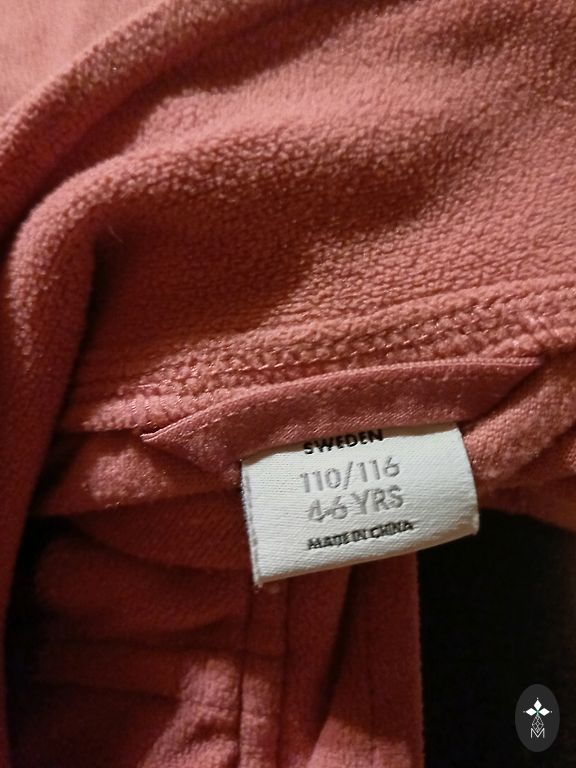 SWEDEN
110/116
4-6 YRS
MADE IN CHINA
M